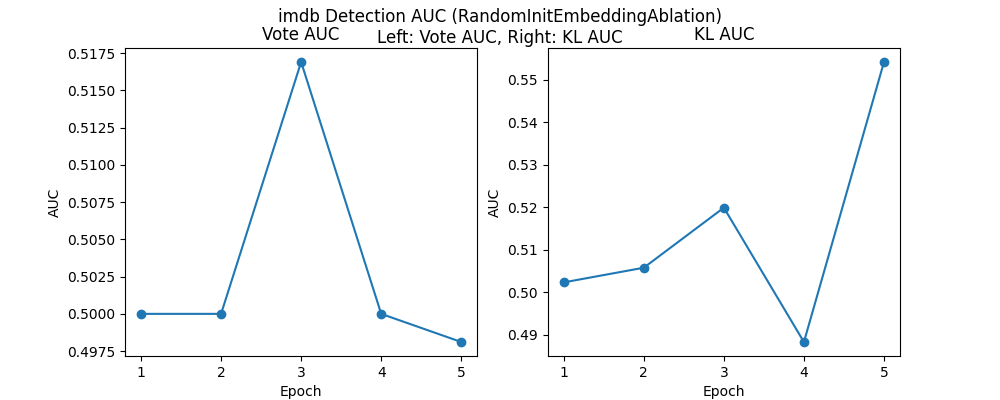 imdb Detection AUC (RandomInitEmbeddingAblation)
Left: Vote AUC, Right: KL AUC
Vote AUC
0.5175
0.5150
0.5125
0.5100
0.5075
0.5050
0.5025
0.5000
0.4975
AUC
1 2 3 4 5
Epoch
KL AUC
0.55
0.54
0.53
0.52
0.51
0.50
0.49
AUC
1 2 3 4 5
Epoch